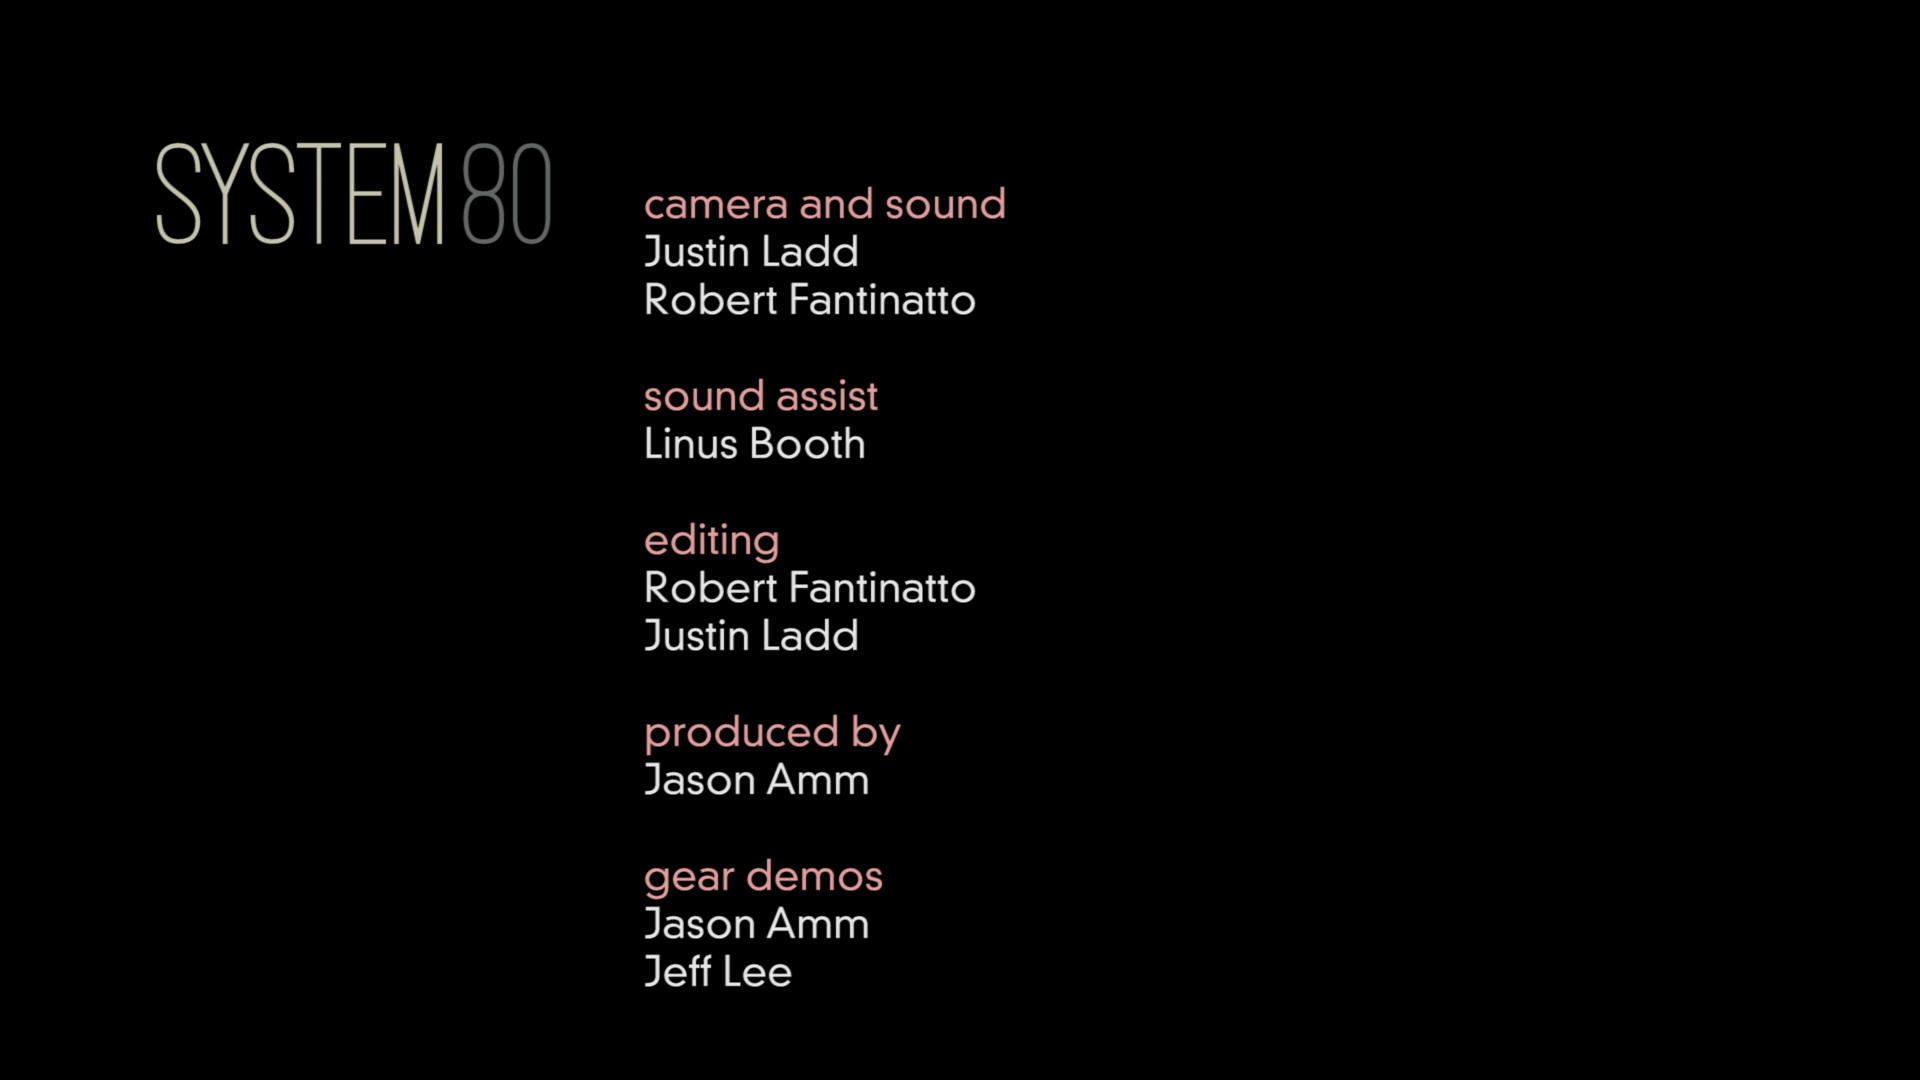 SYSTEM 80
camera and sound
Justin Ladd
Robert Fantinatto
sound assist
Linus Booth
editing
Robert Fantinatto
Justin Ladd
produced by
Jason Amm
gear demos
Jason Amm
Jeff Lee